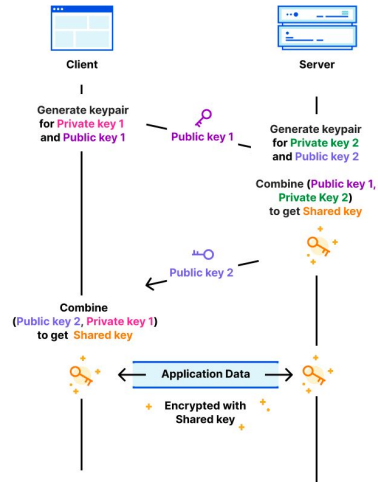 Client
Server
Generate keypair
for Private key 1
and Public key 1
Public key 1
Generate keypair
for Private key 2
and Public key 2
Combine (Public key 1,
Private Key 2)
to get Shared key
Public key 2
Combine
(Public key 2, Private key 1)
to get Shared key
Application Data
Encrypted with
Shared key